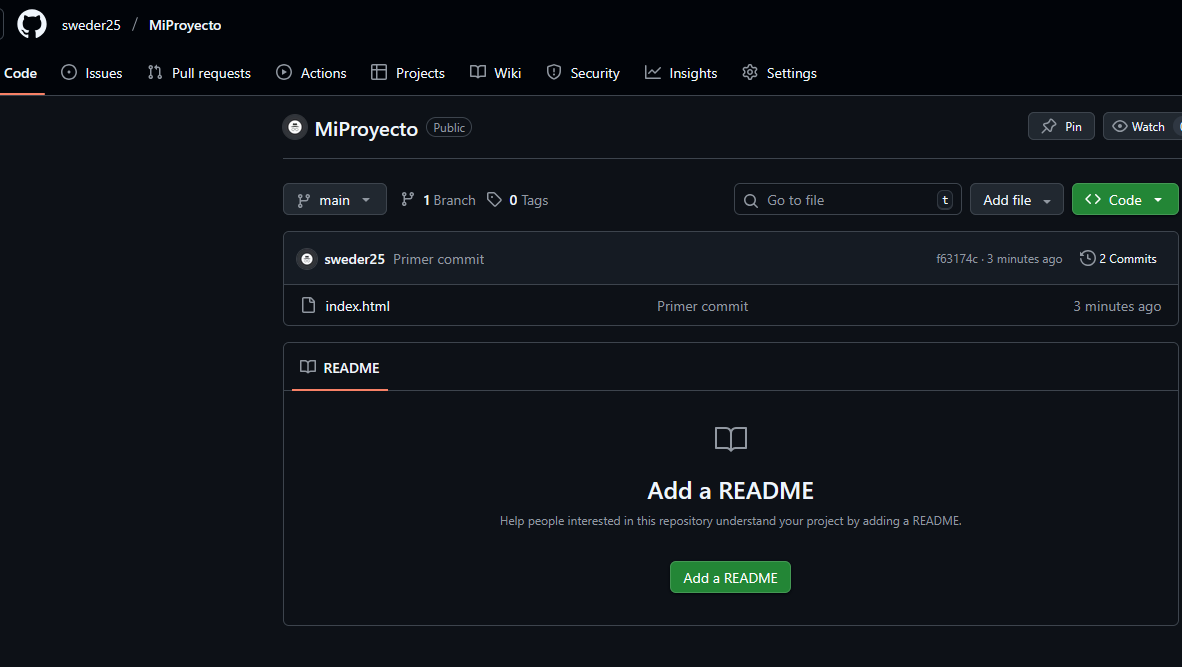 sweder25 / MiProyecto
Code Issues Pull requests Actions Projects Wiki Security Insights Settings
MiProyecto Public Pin Watch
main 1 Branch 0 Tags Go to file t Add file Code
sweder25 Primer commit f63174c · 3 minutes ago 2 Commits
index.html Primer commit 3 minutes ago
README
Add a README
Help people interested in this repository understand your project by adding a README.
Add a README